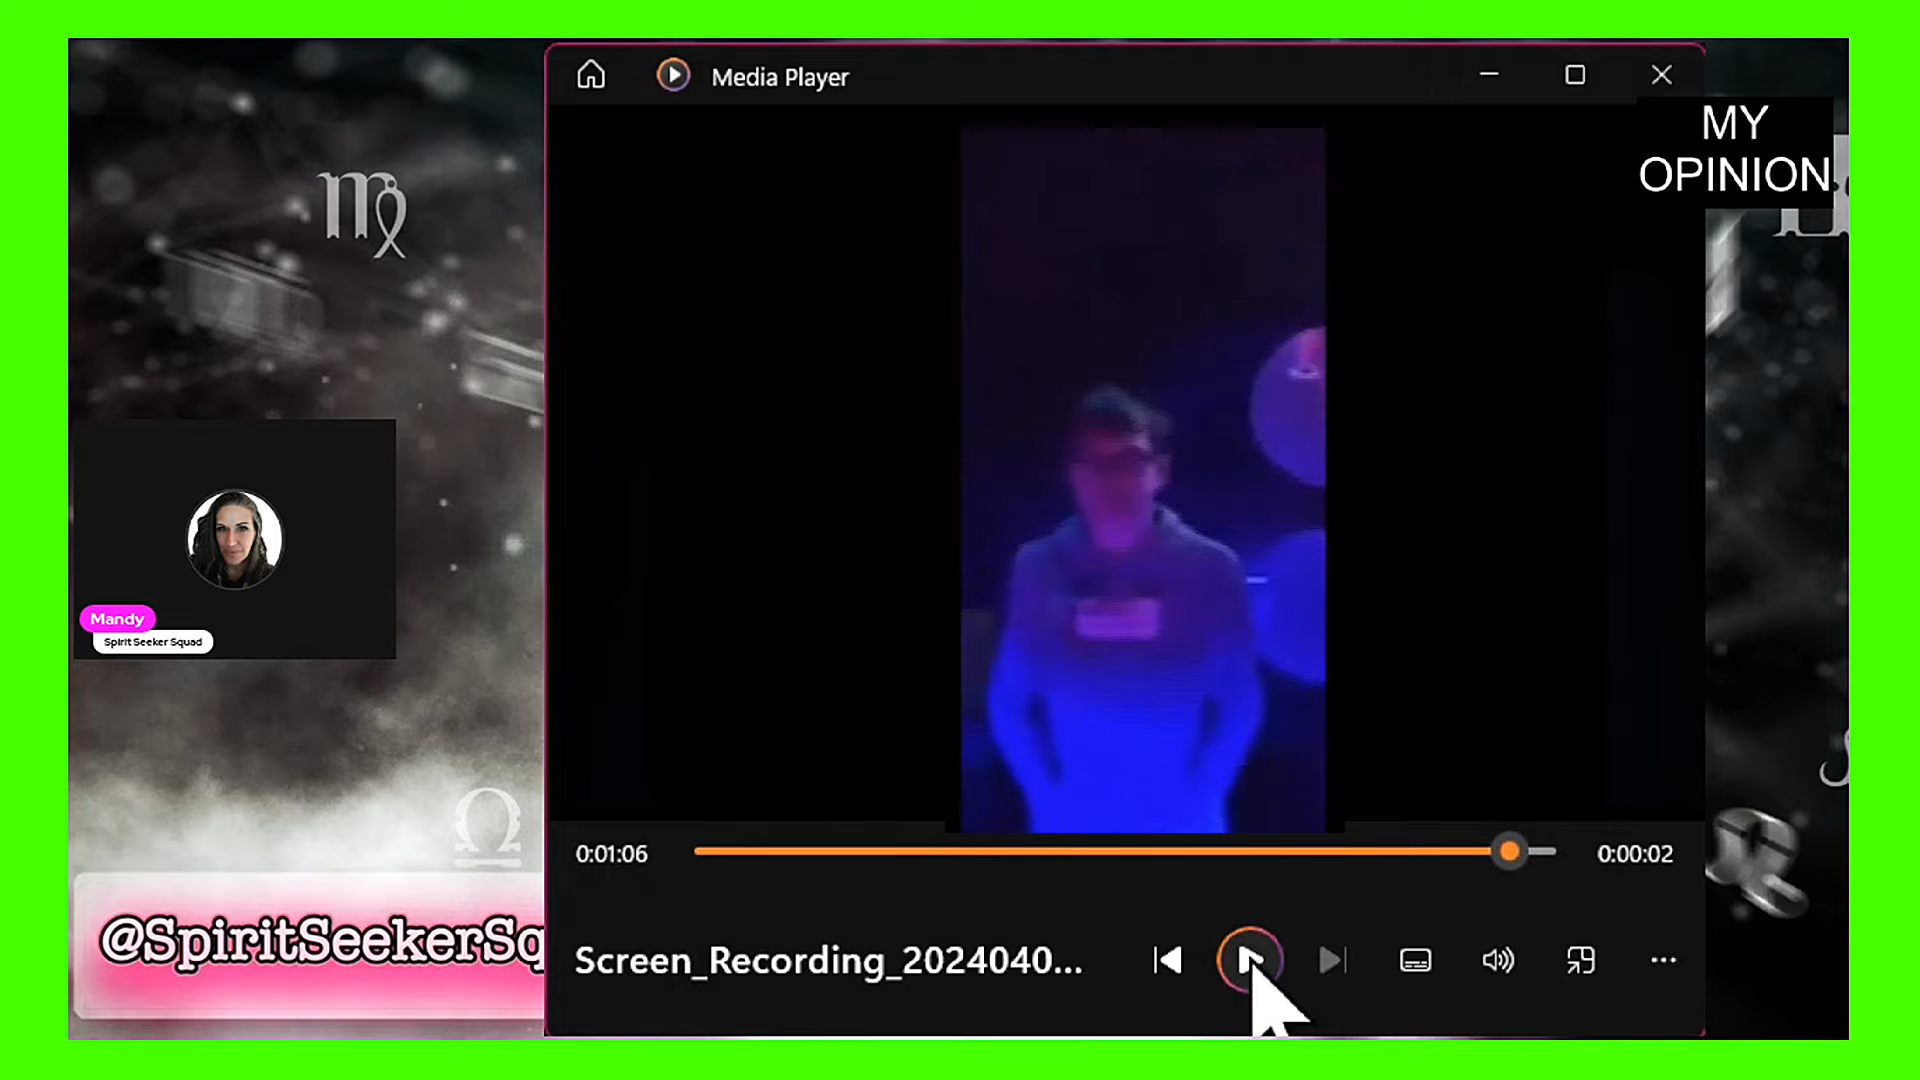 Media Player
MY
OPINION
Mandy
Spirit Seeker Squad
0:01:06
0:00:02
@SpiritSeekerSq
Screen_Recording_2024040...